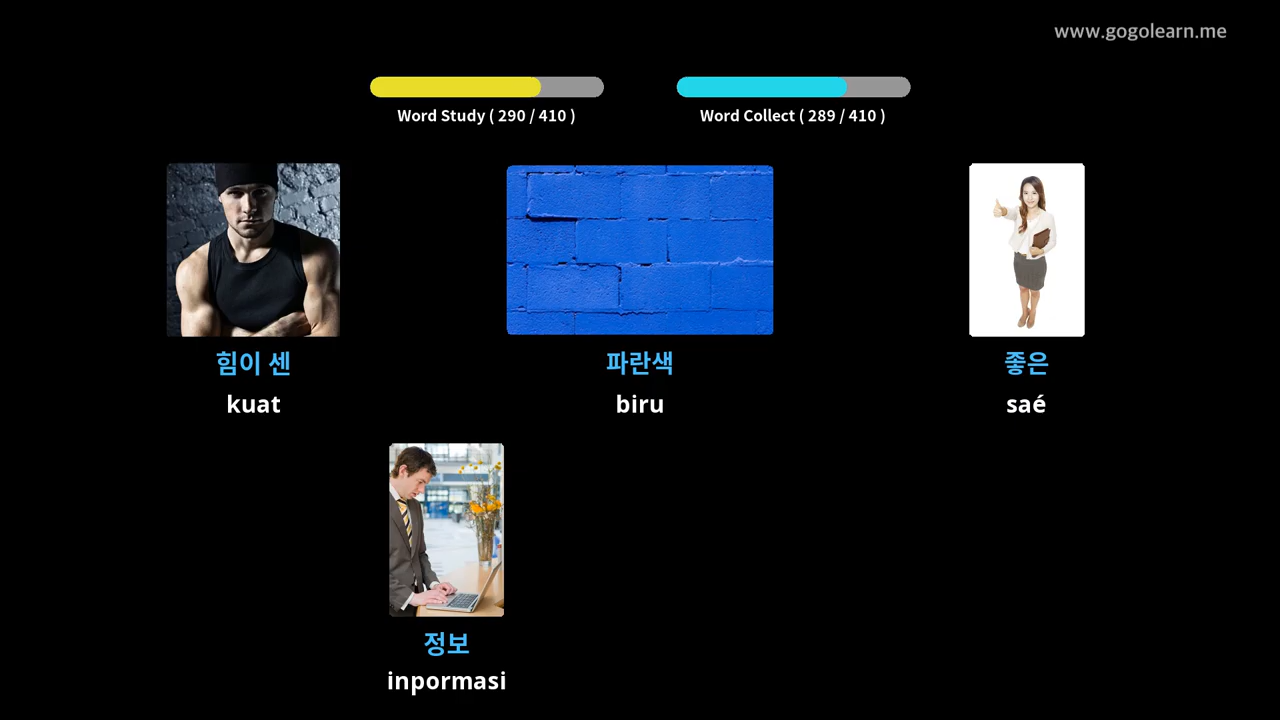 www.gogolearn.me
Word Study ( 290 / 410 )
Word Collect ( 289 / 410 )
힘이 센
kuat
파란색
biru
좋은
saé
정보
inpormasi